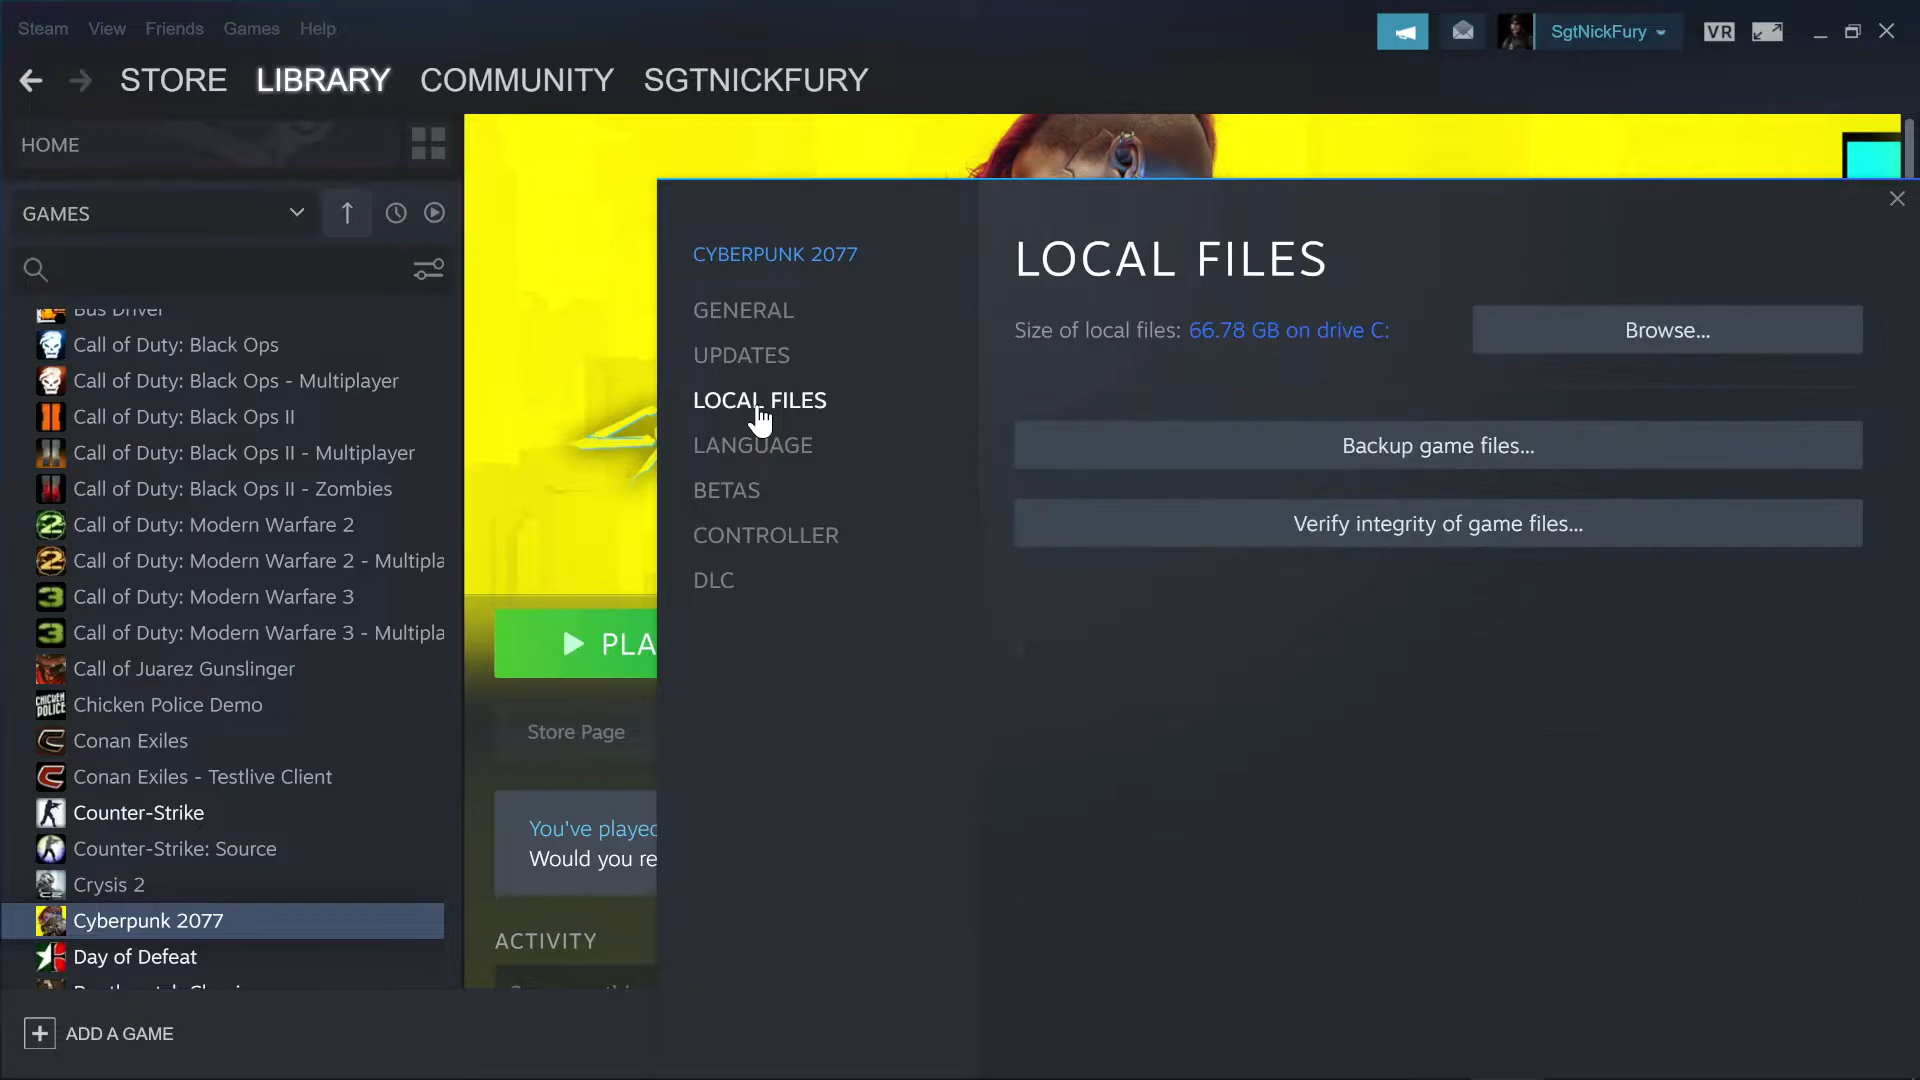 Steam View Friends Games Help
SgtNickFury
VR
STORE LIBRARY COMMUNITY SGTNICKFURY
HOME
GAMES
Bus Driver
Call of Duty: Black Ops
Call of Duty: Black Ops - Multiplayer
Call of Duty: Black Ops II
Call of Duty: Black Ops II - Multiplayer
Call of Duty: Black Ops II - Zombies
Call of Duty: Modern Warfare 2
Call of Duty: Modern Warfare 2 - Multipla
Call of Duty: Modern Warfare 3
Call of Duty: Modern Warfare 3 - Multipla
Call of Juarez Gunslinger
CHICKEN POLICE
Chicken Police Demo
Conan Exiles
Conan Exiles - Testlive Client
Counter-Strike
Counter-Strike: Source
Crysis 2
Cyberpunk 2077
Day of Defeat
ADD A GAME
PLA
Store Page
You've played
Would you re
ACTIVITY
CYBERPUNK 2077
GENERAL
UPDATES
LOCAL FILES
LANGUAGE
BETAS
CONTROLLER
DLC
LOCAL FILES
Size of local files: 66.78 GB on drive C:
Browse...
Backup game files...
Verify integrity of game files...